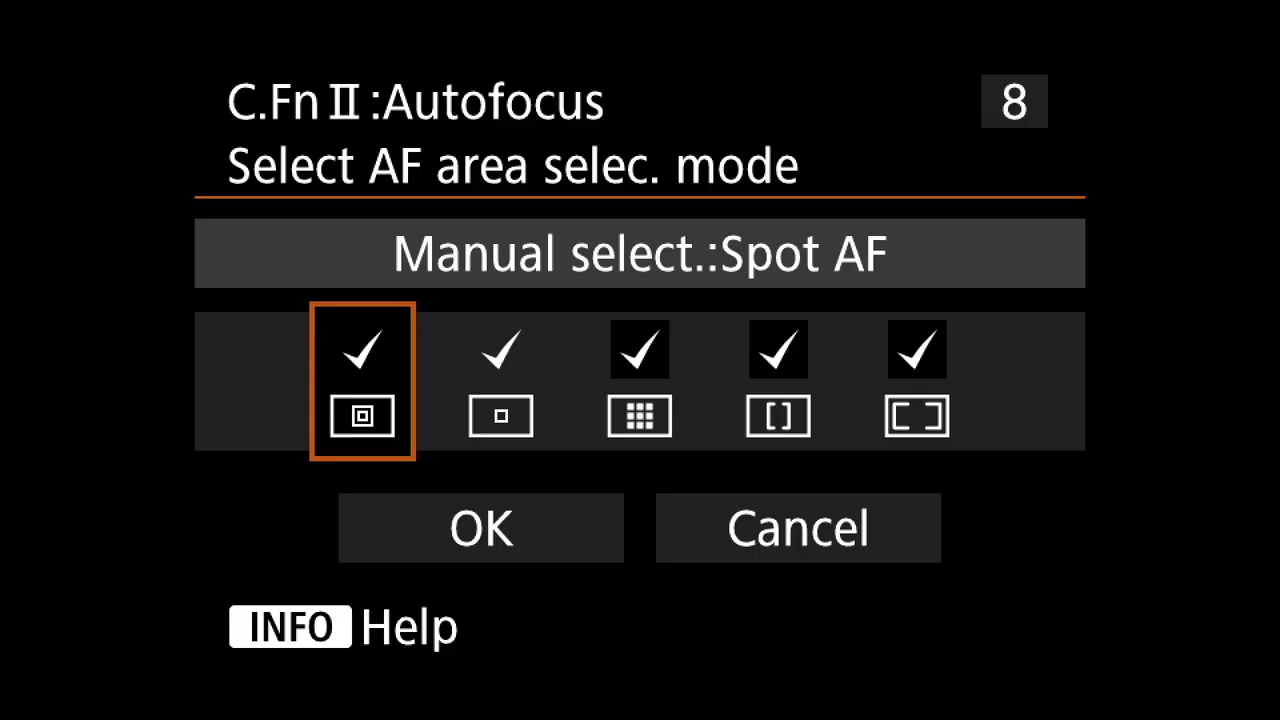 C.Fn II :Autofocus 8
Select AF area selec. mode
Manual select.:Spot AF
OK Cancel
INFO Help